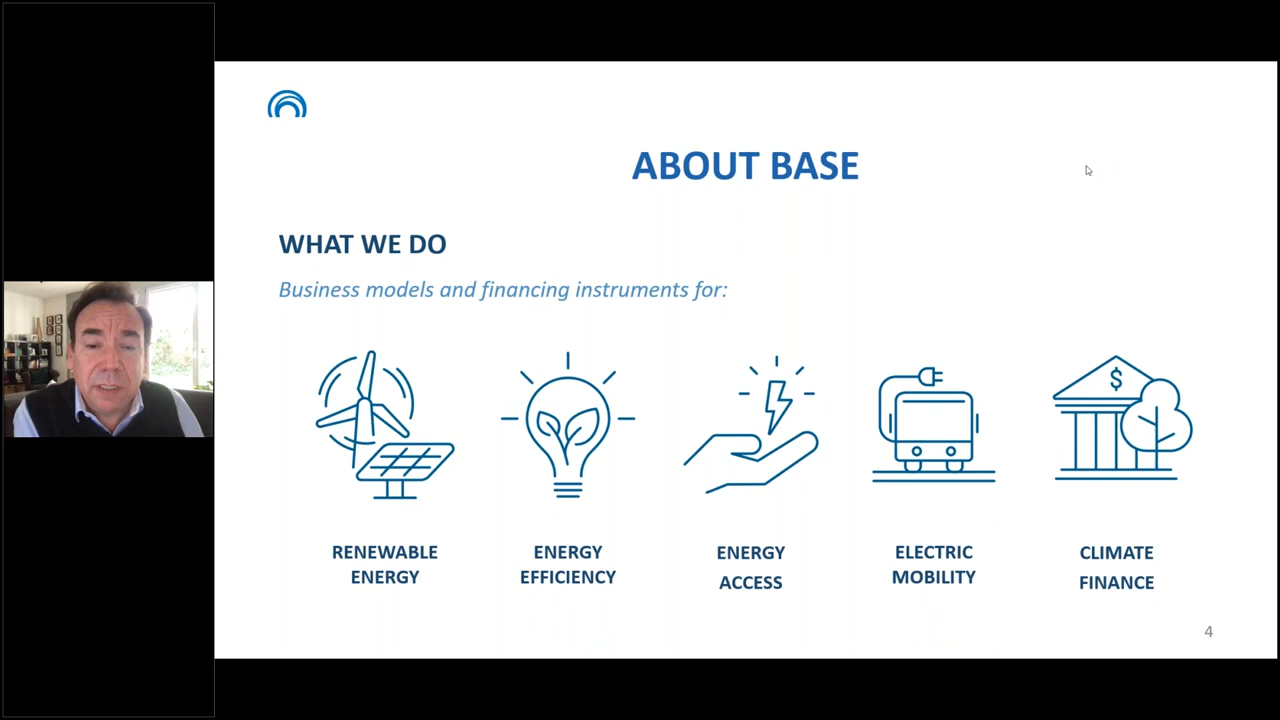 ABOUT BASE
WHAT WE DO
Business models and financing instruments for:
$
RENEWABLE
ENERGY
ENERGY
EFFICIENCY
ENERGY
ACCESS
ELECTRIC
MOBILITY
CLIMATE
FINANCE
4